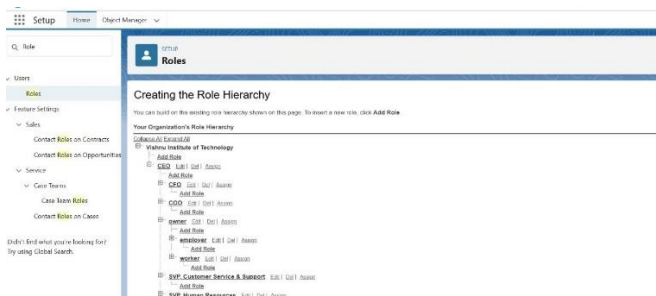 Setup Home Object Manager
Role
SETUP
Roles
Users
Roles
Feature Settings
Sales
Contact Roles on Contracts
Contact Roles on Opportunities
Service
Case Teams
Case Team Roles
Contact Roles on Cases
Didn't find what you're looking for?
Try using Global Search.
Creating the Role Hierarchy
You can build on the existing role hierarchy shown on this page. To insert a new role, click Add Role.
Your Organization's Role Hierarchy
Collapse All Expand All
Vishnu Institute of Technology
Add Role
CEO Edit | Del | Assign
Add Role
CFO Edit | Del | Assign
Add Role
COO Edit | Del | Assign
Add Role
owner Edit | Del | Assign
Add Role
employer Edit | Del | Assign
Add Role
worker Edit | Del | Assign
Add Role
SVP, Customer Service & Support Edit | Del | Assign
Add Role
SVP, Human Resources Edit | Del | Assign